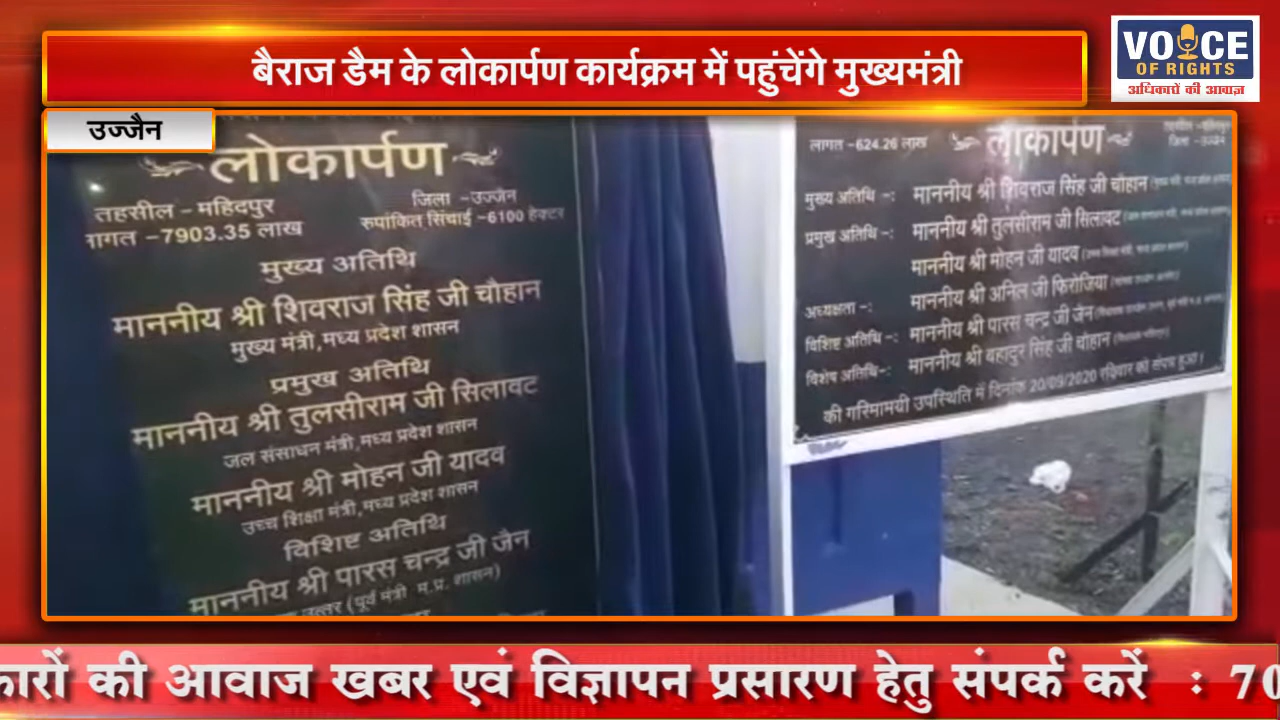 बैराज डैम के लोकार्पण कार्यक्रम में पहुंचेंगे मुख्यमंत्री
VOICE
OF RIGHTS
अधिकारों की आवाज़
उज्जैन
लोकार्पण
तहसील - महिदपुर
जिला -उज्जैन
ागत -7903.35 लाख
रुपांकित सिंचाई -6100 हेक्टर
मुख्य अतिथि
माननीय श्री शिवराज सिंह जी चौहान
मुख्य मंत्री,मध्य प्रदेश शासन
प्रमुख अतिथि
माननीय श्री तुलसीराम जी सिलावट
जल संसाधन मंत्री,मध्य प्रदेश शासन
माननीय श्री मोहन जी यादव
उच्च शिक्षा मंत्री,मध्य प्रदेश शासन
विशिष्ट अतिथि
माननीय श्री पारस चन्द्र जी जैन
उत्तर (पूर्व मंत्री म.प्र. शासन)
लागत -624.26 लाख
लोकार्पण
जिला -उज्जैन
मुख्य अतिथि -: माननीय श्री शिवराज सिंह जी चौहान
प्रमुख अतिथि -: माननीय श्री तुलसीराम जी सिलावट
माननीय श्री मोहन जी यादव
अध्यक्षता -: माननीय श्री अनिल जी फिरोजिया
विशिष्ट अतिथि -: माननीय श्री पारस चन्द्र जी जैन
विशेष अतिथि -: माननीय श्री बहादुर सिंह जी चौहान
की गरिमामयी उपस्थिति में दिनांक 20/09/2020 रविवार को संपन्न हुआ।
कारों की आवाज खबर एवं विज्ञापन प्रसारण हेतु संपर्क करें : 70